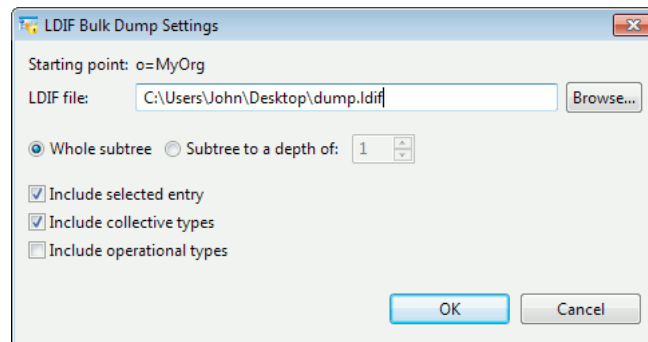 LDIF Bulk Dump Settings
Starting point: o=MyOrg
LDIF file: C:\Users\John\Desktop\dump.ldif Browse...
Whole subtree Subtree to a depth of: 1
Include selected entry
Include collective types
Include operational types
OK Cancel